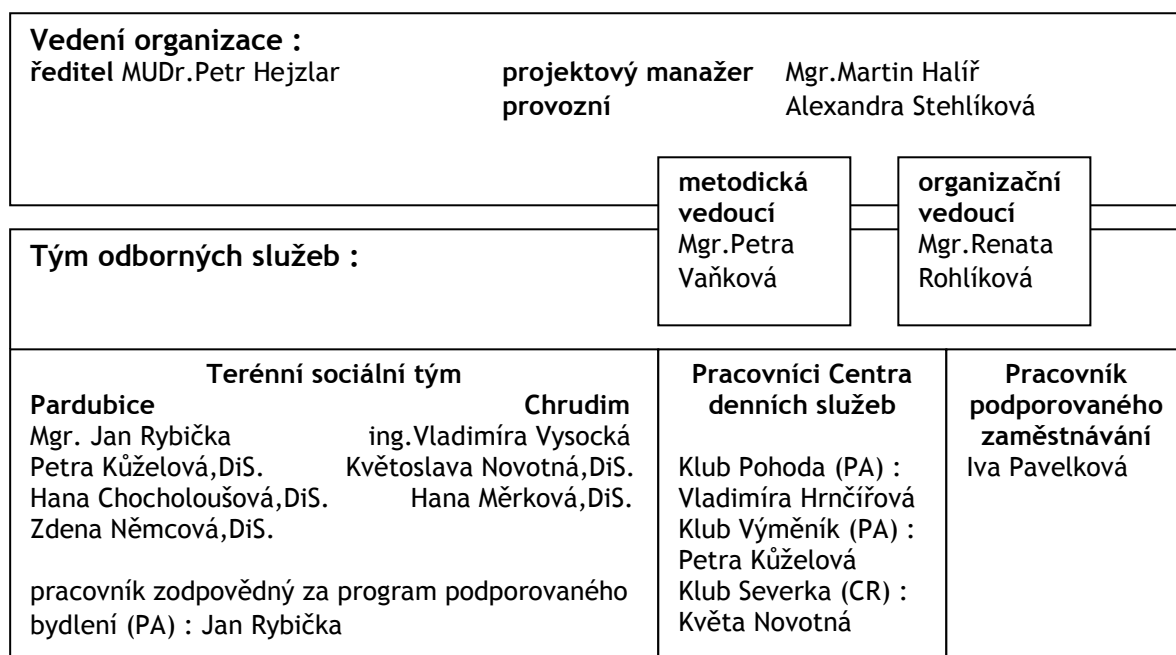 Vedení organizace :
ředitel MUDr.Petr Hejzlar
projektový manažer Mgr.Martin Halíř
provozní Alexandra Stehlíková
metodická
vedoucí
Mgr.Petra
Vaňková
organizační
vedoucí
Mgr.Renata
Rohlíková
Tým odborných služeb :
Terénní sociální tým
Pardubice Chrudim
Mgr. Jan Rybička ing.Vladimíra Vysocká
Petra Kůželová,DiS. Květoslava Novotná,DiS.
Hana Chocholoušová,DiS. Hana Měrková,DiS.
Zdena Němcová,DiS.
pracovník zodpovědný za program podporovaného
bydlení (PA) : Jan Rybička
Pracovníci Centra
denních služeb
Klub Pohoda (PA) :
Vladimíra Hrnčířová
Klub Výměník (PA) :
Petra Kůželová
Klub Severka (CR) :
Květa Novotná
Pracovník
podporovaného
zaměstnávání
Iva Pavelková